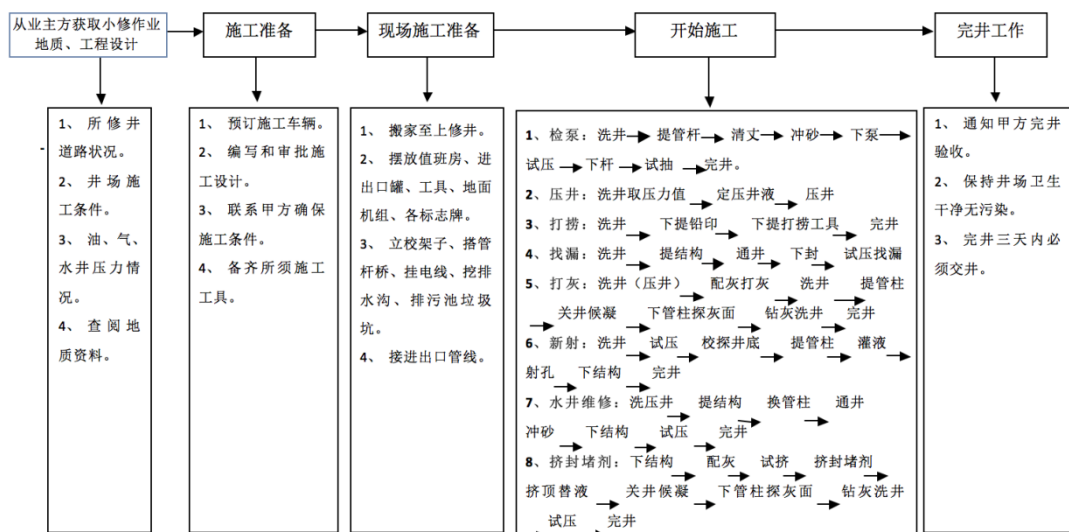 从业主方获取小修作业
地质、工程设计
施工准备
现场施工准备
开始施工
完井工作
1、 所修井
道路状况。
2、 井场施
工条件。
3、 油、气、
水井压力情
况。
4、 查阅地
质资料。
1、 预订施工车辆。
2、 编写和审批施
工设计。
3、 联系甲方确保
施工条件。
4、 备齐所须施工
工具。
1、 搬家至上修井。
2、 摆放值班房、进
出口罐、工具、地面
机组、各标志牌。
3、 立校架子、搭管
杆桥、挂电线、挖排
水沟、排污池垃圾
坑。
4、 接进出口管线。
1、检泵：洗井→提管杆→清丈→冲砂→下泵→
试压→下杆→试抽→完井。
2、压井：洗井取压力值→定压井液→压井
3、打捞：洗井→下提铅印→下提打捞工具→完井
4、找漏：洗井→提结构→通井→下封→试压找漏
5、打灰：洗井（压井）→配灰打灰→洗井→提管柱
→关井候凝→下管柱探灰面→钻灰洗井→完井
6、新射：洗井→试压→校探井底→提管柱→灌液→
射孔→下结构→完井
7、水井维修：洗压井→提结构→换管柱→通井→
冲砂→下结构→试压→完井
8、挤封堵剂：下结构→配灰→试挤→挤封堵剂→
挤顶替液→关井候凝→下管柱探灰面→钻灰洗井
→试压→完井
1、 通知甲方完井
验收。
2、 保持井场卫生
干净无污染。
3、 完井三天内必
须交井。